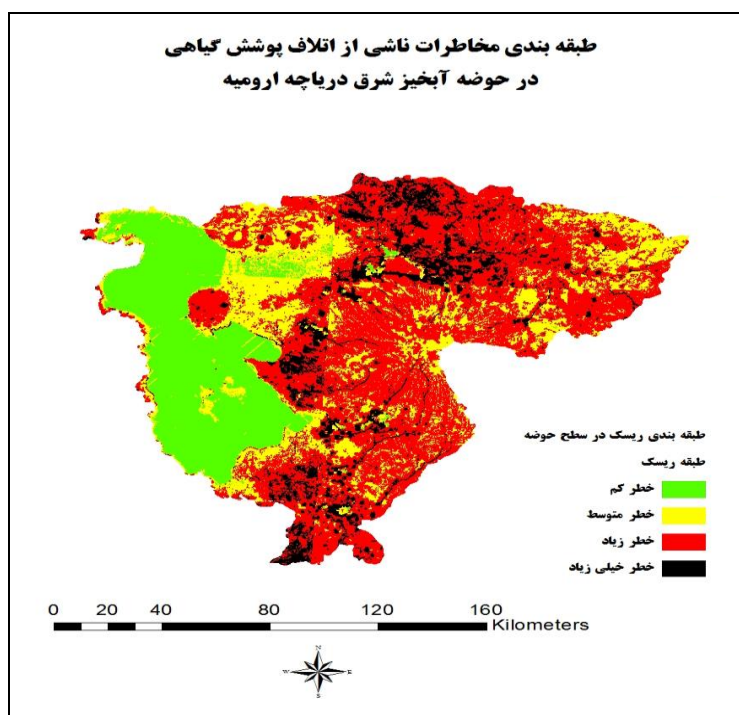 طبقه بندی مخاطرات ناشی از اتلاف پوشش گیاهی
در حوضه آبخیز شرق دریاچه ارومیه
طبقه بندی ریسک در سطح حوضه
طبقه ریسک
خطر کم
خطر متوسط
خطر زیاد
خطر خیلی زیاد
0 20 40 80 120 160
Kilometers
N
W E
S